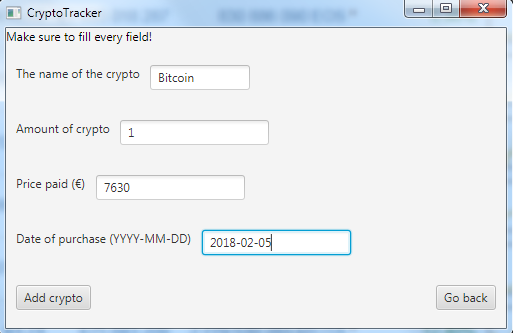 CryptoTracker
Make sure to fill every field!
The name of the crypto Bitcoin
Amount of crypto 1
Price paid (€) 7630
Date of purchase (YYYY-MM-DD) 2018-02-05
Add crypto Go back